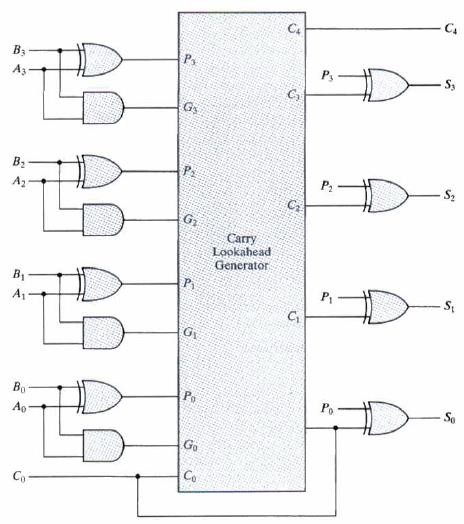 C₄ C₄
B₃
A₃ P₃ P₃ S₃
C₃
G₃
B₂
A₂ P₂ P₂ S₂
C₂
G₂
Carry
Lookahead
Generator
B₁
A₁ P₁ P₁ S₁
C₁
G₁
B₀
A₀ P₀ P₀ S₀
G₀
C₀ C₀